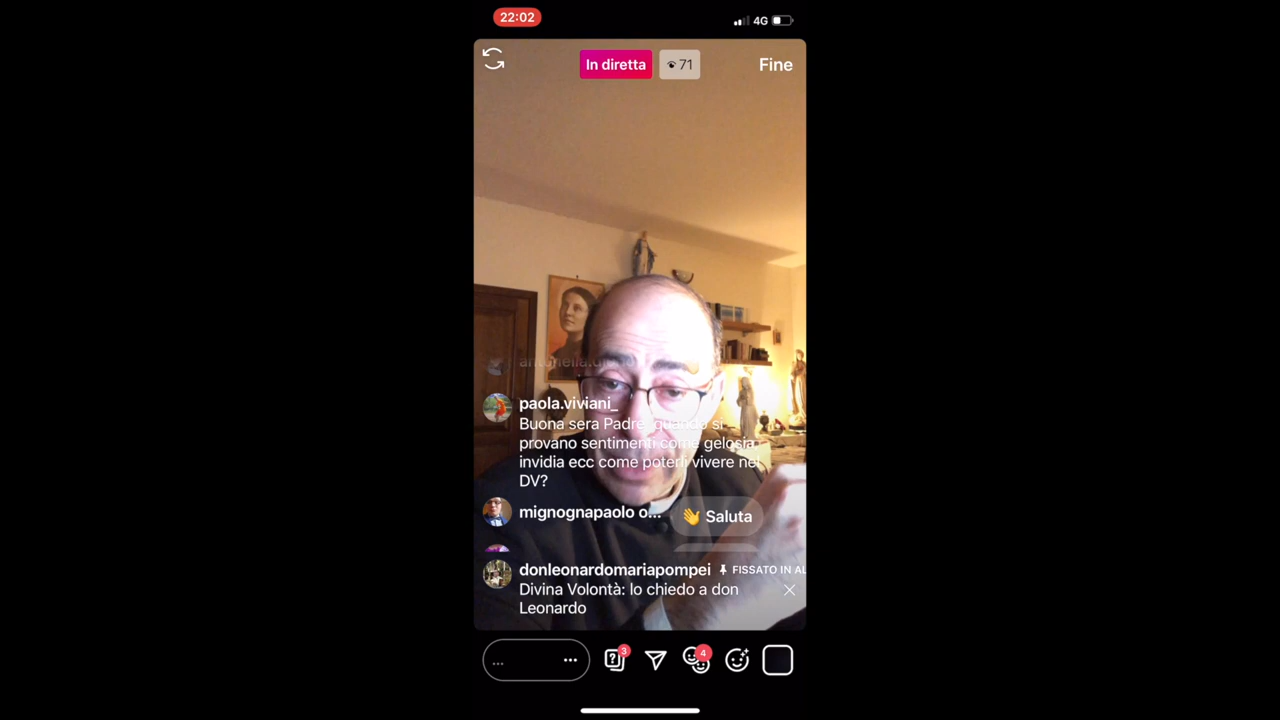 22:02
4G
In diretta
71
Fine
paola.viviani_
Buona sera Padre, quando si
provano sentimenti come gelosia
invidia ecc come poterli vivere nel
DV?
mignognapaolo o...
👋 Saluta
donleonardomariapompei
FISSATO IN AL
Divina Volontà: lo chiedo a don
Leonardo
3
4
...